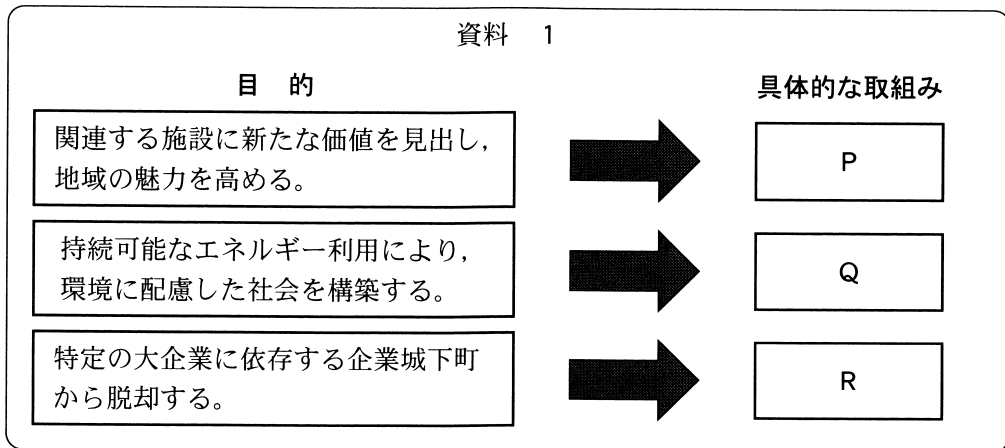 資料 1
目的
具体的な取組み
関連する施設に新たな価値を見出し，
地域の魅力を高める。
P
持続可能なエネルギー利用により，
環境に配慮した社会を構築する。
Q
特定の大企業に依存する企業城下町
から脱却する。
R